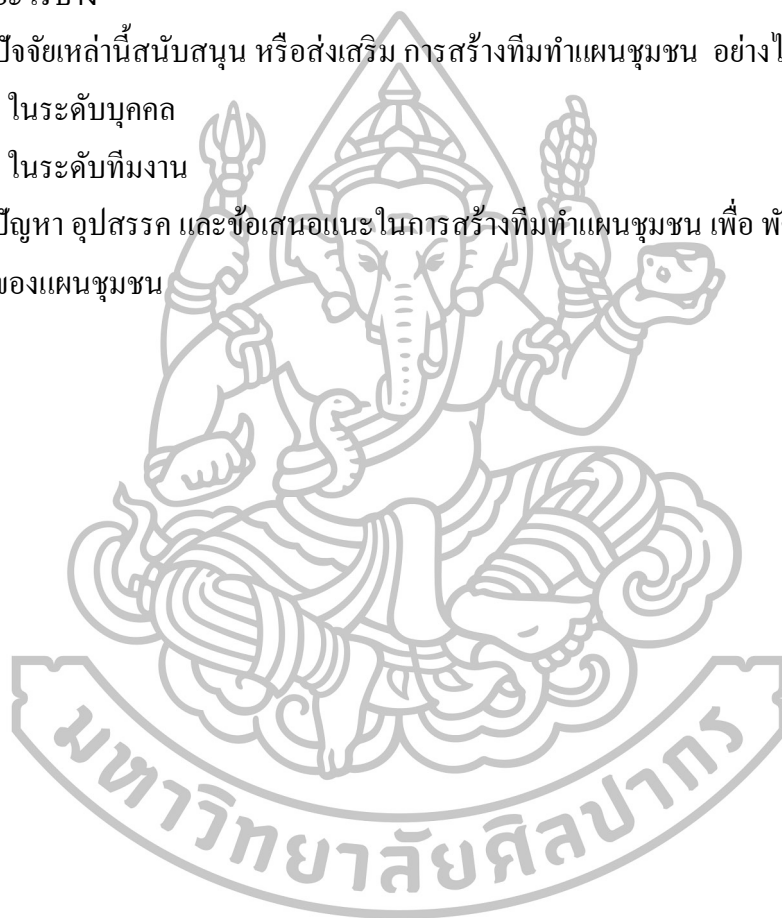 ปัจจัยเหล่านี้สนับสนุน หรือส่งเสริม การสร้างทีมทำแผนชุมชน อย่างไ
ในระดับบุคคล
ในระดับทีมงาน
ปัญหา อุปสรรค และข้อเสนอแนะในการสร้างทีมทำแผนชุมชน เพื่อ พั
ของแผนชุมชน
มหาวิทยาลัยศิลปากร